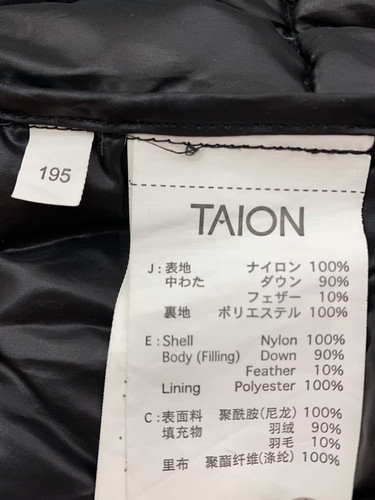 195
TAION
J : 表地 ナイロン 100%
中わた ダウン 90%
フェザー 10%
裏地 ポリエステル 100%
E : Shell Nylon 100%
Body (Filling) Down 90%
Feather 10%
Lining Polyester 100%
C : 表面料 聚酰胺(尼龙) 100%
填充物 羽绒 90%
羽毛 10%
里布 聚酯纤维(涤纶) 100%